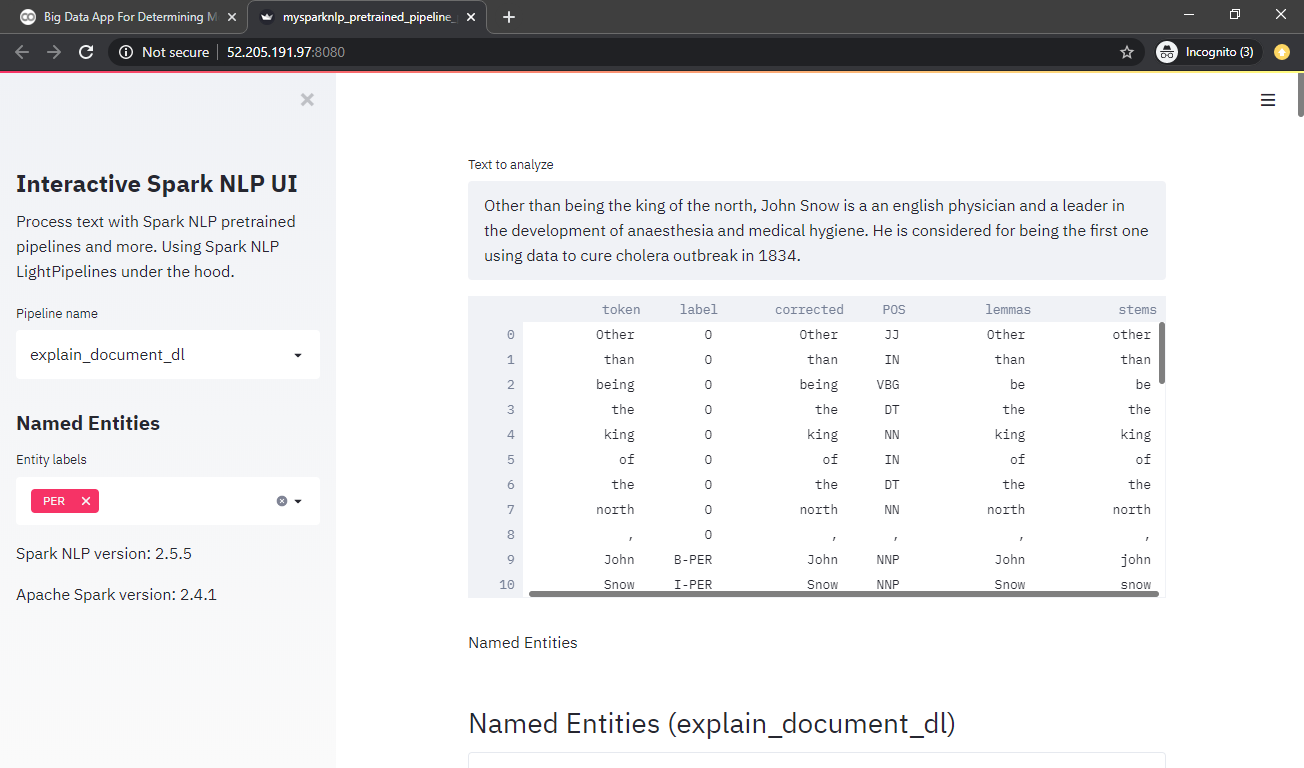 Big Data App For Determining M
mysparknlp_pretrained_pipeline_
Not secure 52.205.191.97:8080
Incognito (3)
Interactive Spark NLP UI
Process text with Spark NLP pretrained
pipelines and more. Using Spark NLP
LightPipelines under the hood.
Pipeline name
explain_document_dl
Named Entities
Entity labels
PER
Spark NLP version: 2.5.5
Apache Spark version: 2.4.1
Text to analyze
Other than being the king of the north, John Snow is a an english physician and a leader in
the development of anaesthesia and medical hygiene. He is considered for being the first one
using data to cure cholera outbreak in 1834.
token label corrected POS lemmas stems
0 Other O Other JJ Other other
1 than O than IN than than
2 being O being VBG be be
3 the O the DT the the
4 king O king NN king king
5 of O of IN of of
6 the O the DT the the
7 north O north NN north north
8 , O , , , ,
9 John B-PER John NNP John john
10 Snow I-PER Snow NNP Snow snow
Named Entities
Named Entities (explain_document_dl)